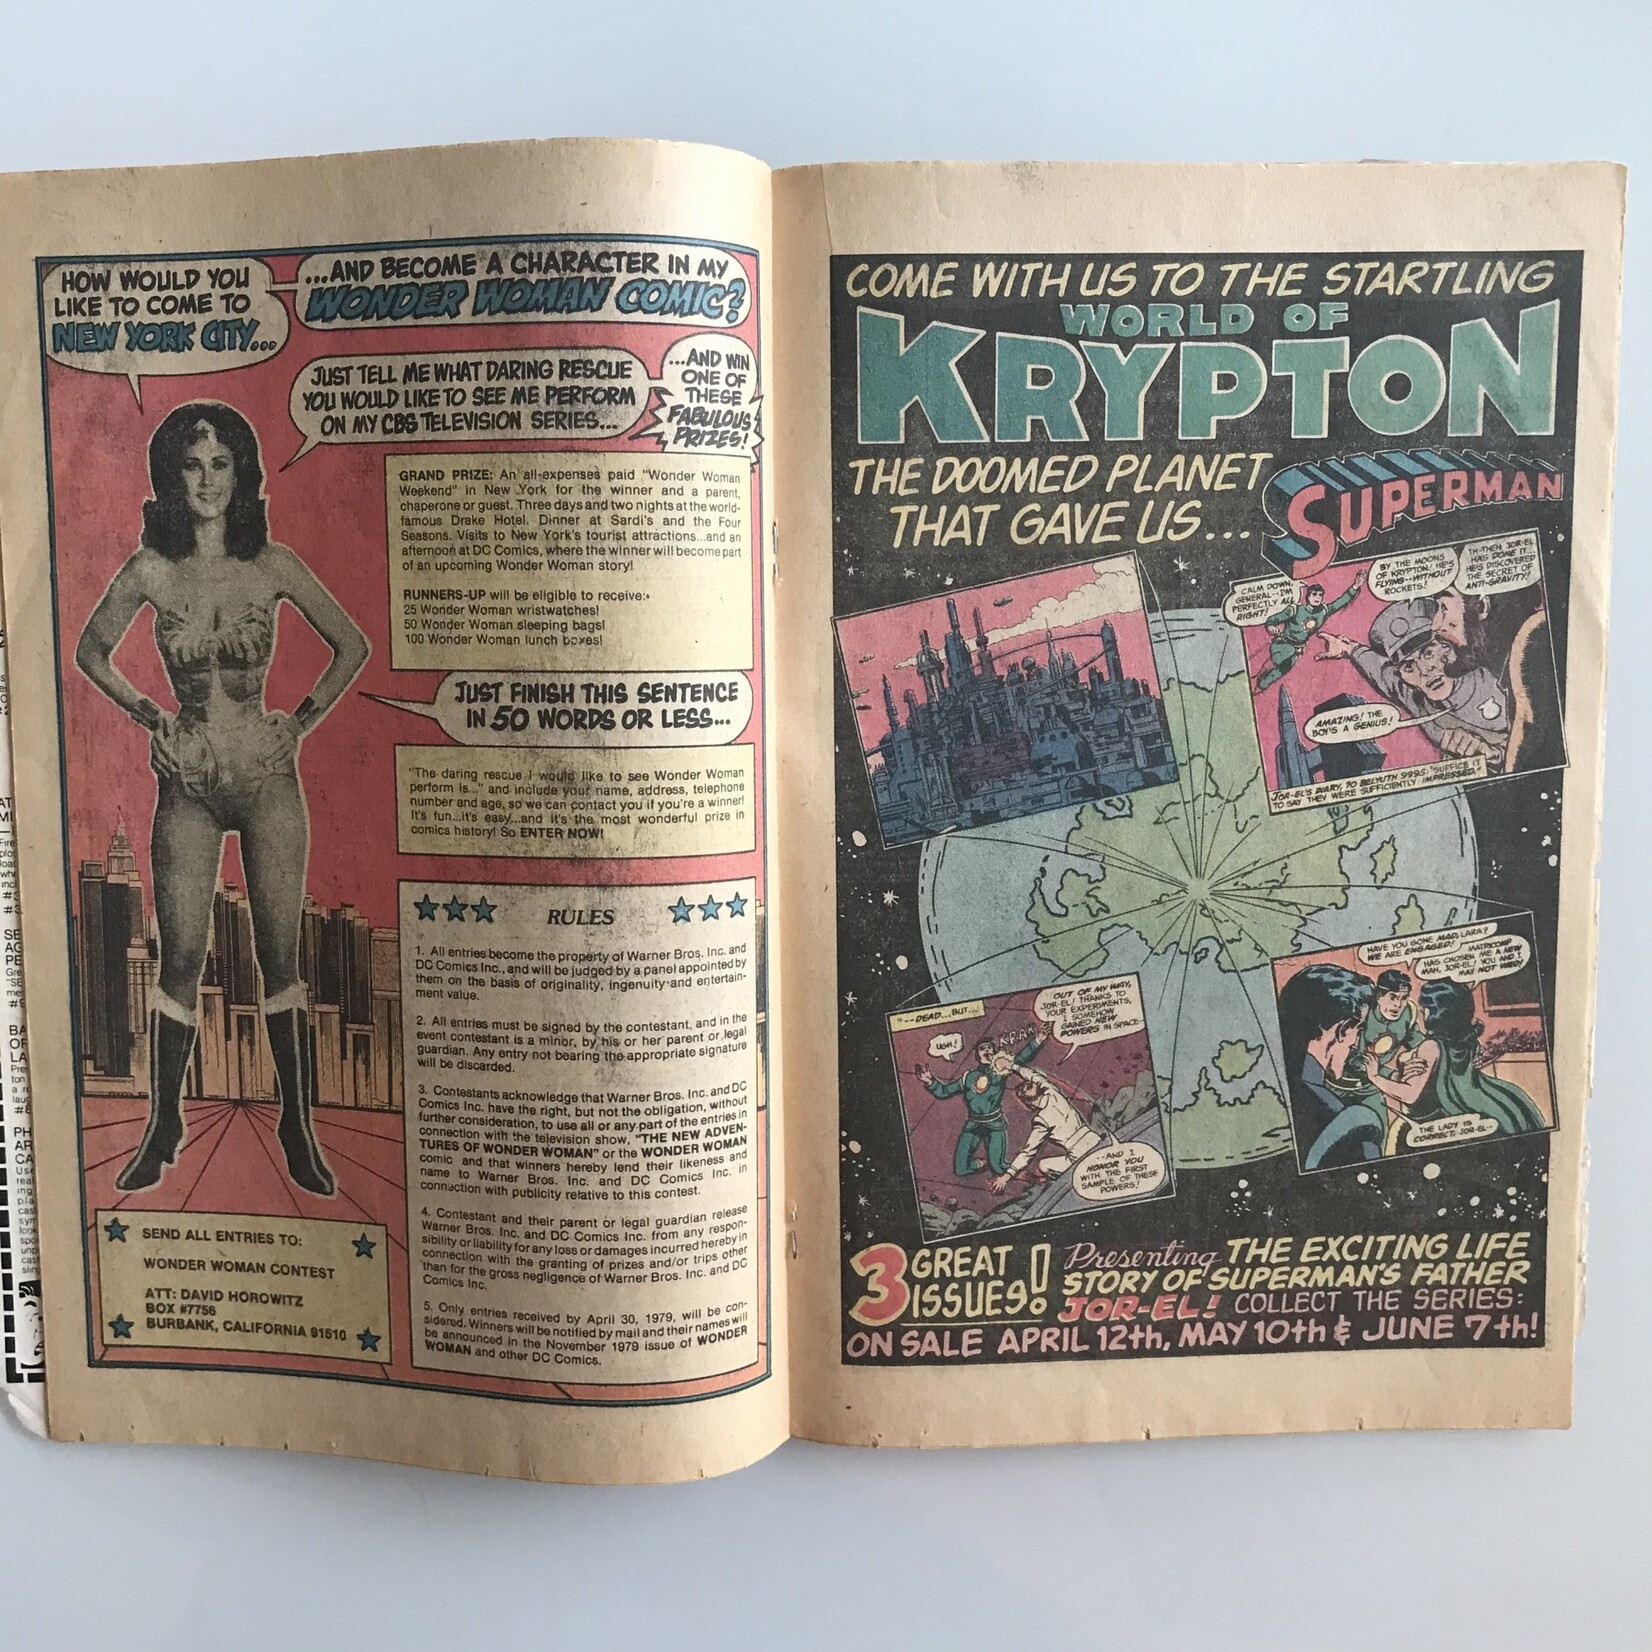 HOW WOULD YOU
LIKE TO COME TO
NEW YORK CITY...
...AND BECOME A CHARACTER IN MY
WONDER WOMAN COMIC?
JUST TELL ME WHAT DARING RESCUE
YOU WOULD LIKE TO SEE ME PERFORM
ON MY CBS TELEVISION SERIES...
...AND WIN
ONE OF
THESE
FABULOUS
PRIZES!
GRAND PRIZE: An all-expenses paid "Wonder Woman
Weekend" in New York for the winner and a parent,
chaperone or guest. Three days and two nights at the world-
famous Drake Hotel. Dinner at Sardi's and the Four
Seasons. Visits to New York's tourist attractions...and an
afternoon at DC Comics, where the winner will become part
of an upcoming Wonder Woman story!
RUNNERS-UP will be eligible to receive:
25 Wonder Woman wristwatches!
50 Wonder Woman sleeping bags!
100 Wonder Woman lunch boxes!
JUST FINISH THIS SENTENCE
IN 50 WORDS OR LESS...
"The daring rescue I would like to see Wonder Woman
perform is..." and include your name, address, telephone
number and age, so we can contact you if you're a winner!
It's fun...it's easy...and it's the most wonderful prize in
comics history! So ENTER NOW!
RULES
1. All entries become the property of Warner Bros. Inc. and
DC Comics Inc., and will be judged by a panel appointed by
them on the basis of originality, ingenuity and entertain-
ment value.
2. All entries must be signed by the contestant, and in the
event contestant is a minor, by his or her parent or legal
guardian. Any entry not bearing the appropriate signature
will be discarded.
3. Contestants acknowledge that Warner Bros. Inc. and DC
Comics Inc. have the right, but not the obligation, without
further consideration, to use all or any part of the entries in
connection with the television show, "THE NEW ADVEN-
TURES OF WONDER WOMAN" or the WONDER WOMAN
comic and that winners hereby lend their likeness and
name to Warner Bros. Inc. and DC Comics Inc. in
connection with publicity relative to this contest.
4. Contestant and their parent or legal guardian release
Warner Bros. Inc. and DC Comics Inc. from any respon-
sibility or liability for any loss or damages incurred hereby in
connection with the granting of prizes and/or trips other
than for the gross negligence of Warner Bros. Inc. and DC
Comics Inc.
5. Only entries received by April 30, 1979, will be con-
sidered. Winners will be notified by mail and their names will
be announced in the November 1979 issue of WONDER
WOMAN and other DC Comics.
SEND ALL ENTRIES TO:
WONDER WOMAN CONTEST
ATT: DAVID HOROWITZ
BOX #7756
BURBANK, CALIFORNIA 91510
COME WITH US TO THE STARTLING
WORLD OF
KRYPTON
THE DOOMED PLANET
THAT GAVE US...
SUPERMAN
CALM DOWN,
GENERAL--I'M
PERFECTLY ALL
RIGHT!
BY THE MOONS
OF KRYPTON! HE'S
FLYING--WITHOUT
ROCKETS!
TH-THEN JOR-EL
HAS DONE IT...
HE'S DISCOVERED
THE SECRET OF
ANTI-GRAVITY!
AMAZING! THE
BOY'S A GENIUS!
JOR-EL'S DIARY, 70 BELYUTH 9995: "SUFFICE IT
TO SAY THEY WERE SUFFICIENTLY IMPRESSED."
"--DEAD...BUT...
UGH!
KRAK
OUT OF MY WAY,
JOR-EL! THANKS TO
YOUR EXPERIMENTS,
I SOMEHOW
GAINED NEW
POWERS IN SPACE--
--AND I
HONOR YOU
WITH THE FIRST
SAMPLE OF THESE
POWERS!
HAVE YOU GONE MAD, LARA?
WE ARE ENGAGED!
MATRICOMP
HAS CHOSEN ME A NEW
MAN, JOR-EL! YOU AND I
MAY NOT WED!
THE LADY IS
CORRECT, JOR-EL--
3 GREAT
ISSUES!
Presenting THE EXCITING LIFE
STORY OF SUPERMAN'S FATHER
JOR-EL! COLLECT THE SERIES:
ON SALE APRIL 12th, MAY 10th & JUNE 7th!